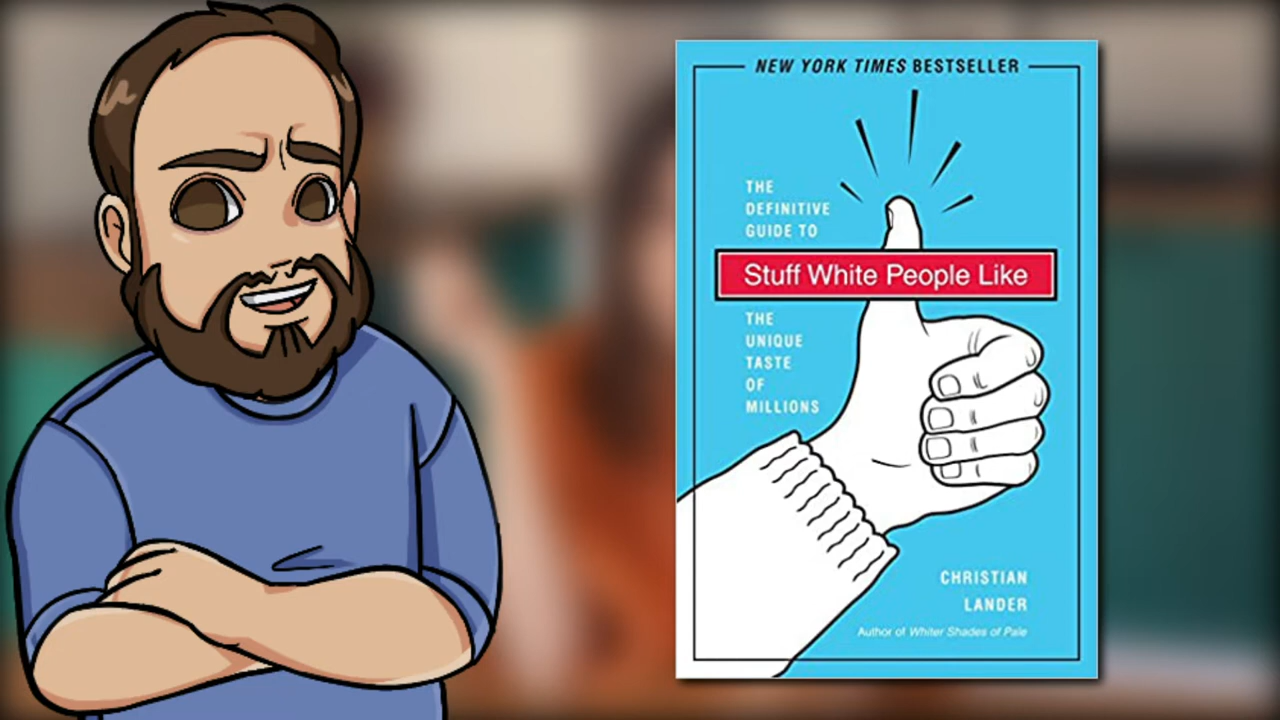 NEW YORK TIMES BESTSELLER
THE
DEFINITIVE
GUIDE TO
Stuff White People Like
THE
UNIQUE
TASTE
OF
MILLIONS
CHRISTIAN
LANDER
Author of Whiter Shades of Pale